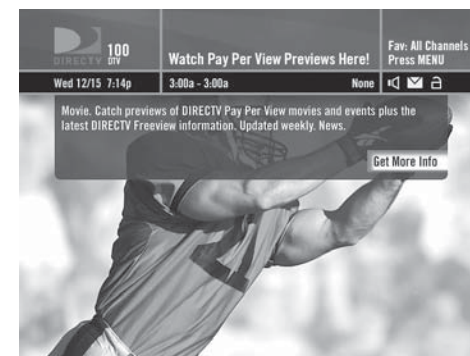 DIRECTV
100
DTV
Watch Pay Per View Previews Here!
Fav: All Channels
Press MENU
Wed 12/15 7:14p
3:00a - 3:00a
None
Movie. Catch previews of DIRECTV Pay Per View movies and events plus the
latest DIRECTV Freeview information. Updated weekly. News.
Get More Info